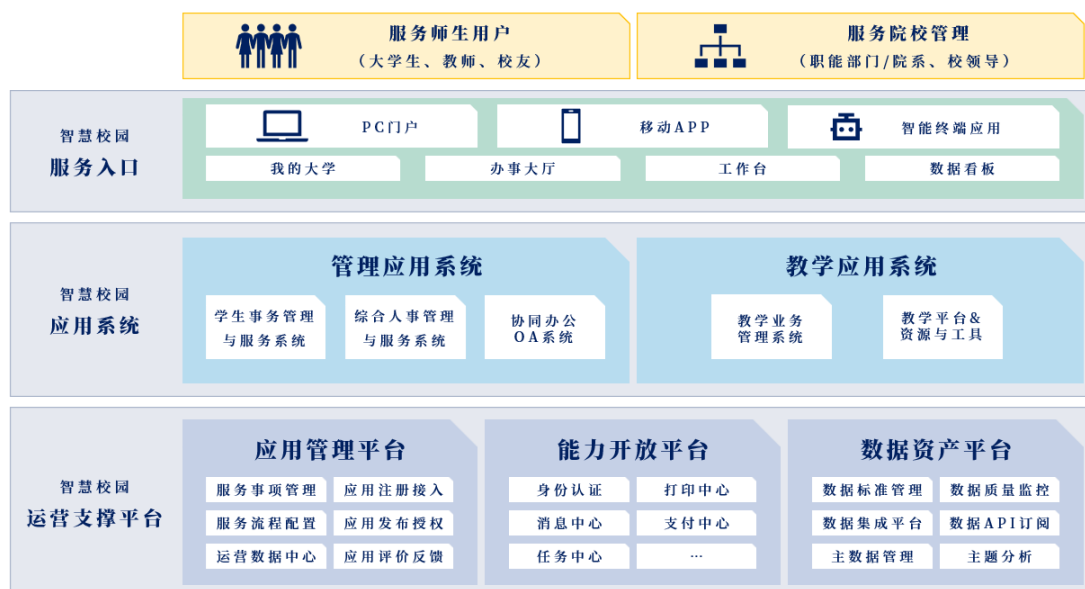 服务师生用户
（大学生、教师、校友）
服务院校管理
（职能部门/院系、校领导）
智慧校园
服务入口
PC门户
移动APP
智能终端应用
我的大学
办事大厅
工作台
数据看板
智慧校园
应用系统
管理应用系统
学生事务管理
与服务系统
综合人事管理
与服务系统
协同办公
OA系统
教学应用系统
教学业务
管理系统
教学平台&
资源与工具
智慧校园
运营支撑平台
应用管理平台
服务事项管理
应用注册接入
服务流程配置
应用发布授权
运营数据中心
应用评价反馈
能力开放平台
身份认证
打印中心
消息中心
支付中心
任务中心
…
数据资产平台
数据标准管理
数据质量监控
数据集成平台
数据API订阅
主数据管理
主题分析